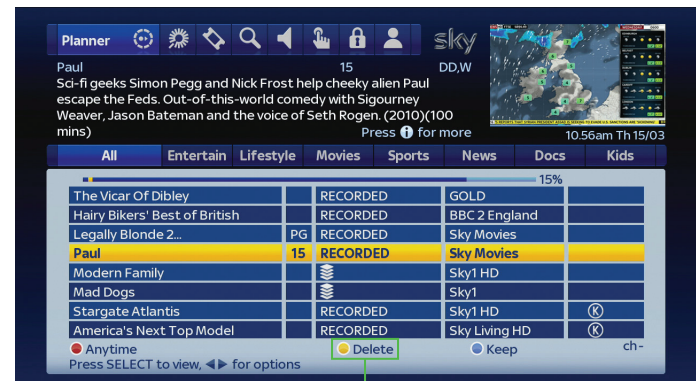 Planner
sky
Paul 15 DD,W
Sci-fi geeks Simon Pegg and Nick Frost help cheeky alien Paul
escape the Feds. Out-of-this-world comedy with Sigourney
Weaver, Jason Bateman and the voice of Seth Rogen. (2010)(100
mins)
Press i for more
10.56am Th 15/03
All Entertain Lifestyle Movies Sports News Docs Kids
15%
The Vicar Of Dibley RECORDED GOLD
Hairy Bikers' Best of British RECORDED BBC 2 England
Legally Blonde 2... PG RECORDED Sky Movies
Paul 15 RECORDED Sky Movies
Modern Family Sky1 HD
Mad Dogs Sky1
Stargate Atlantis RECORDED Sky1 HD K
America's Next Top Model RECORDED Sky Living HD K
Anytime Delete Keep ch-
Press SELECT to view, ◀▶ for options